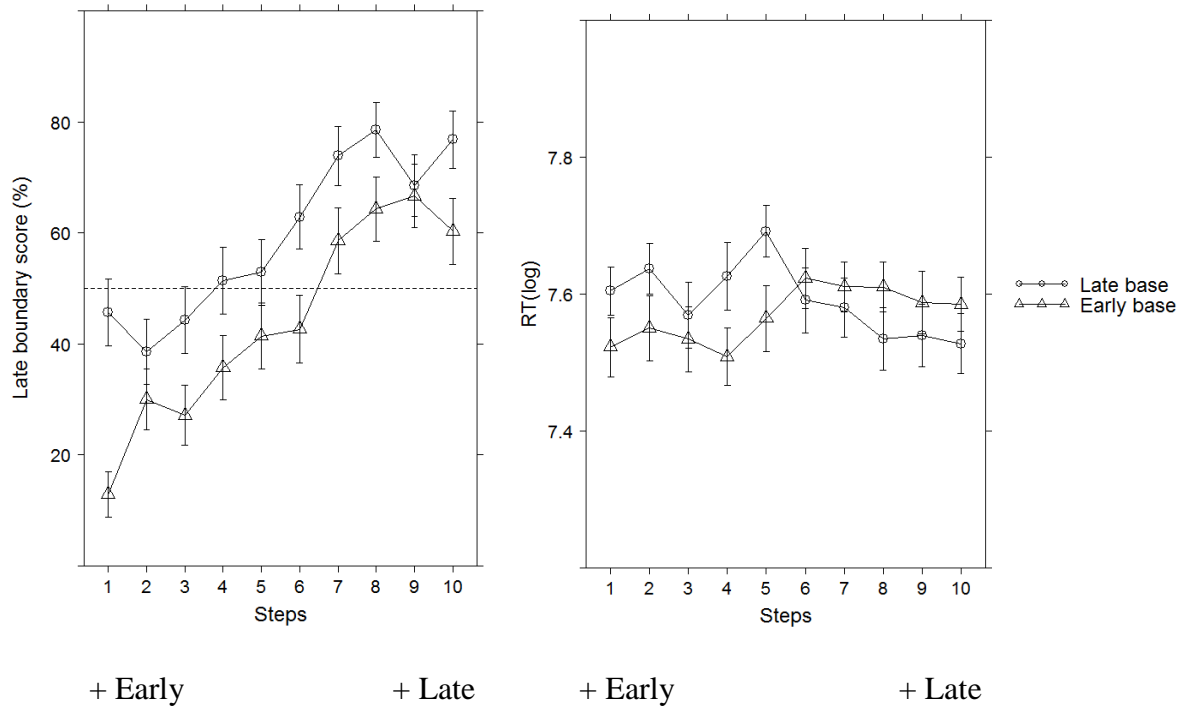 Late boundary score (%)
80
60
40
20
1 2 3 4 5 6 7 8 9 10
Steps
+ Early + Late
RT(log)
7.8
7.6
7.4
1 2 3 4 5 6 7 8 9 10
Steps
+ Early + Late
Late base
Early base